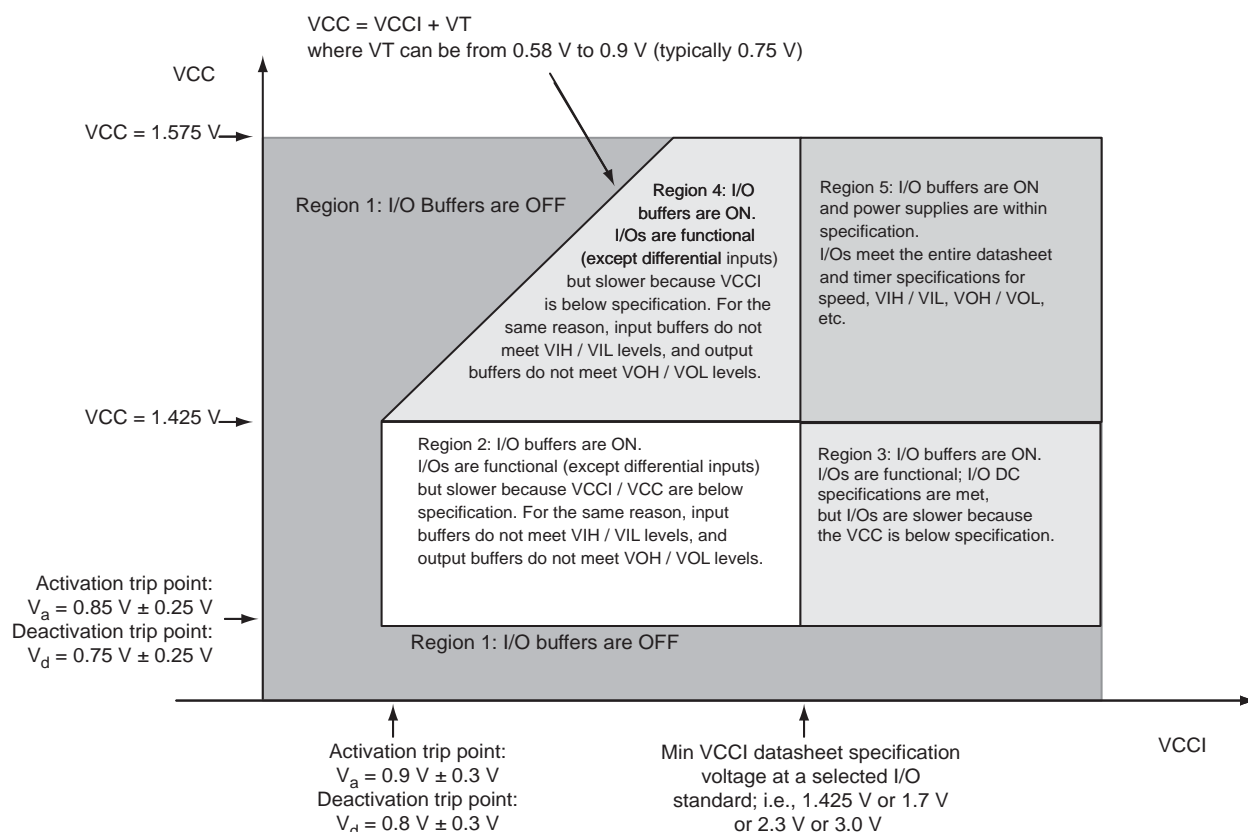 VCC = VCCI + VT
where VT can be from 0.58 V to 0.9 V (typically 0.75 V)
VCC
VCC = 1.575 V
Region 1: I/O Buffers are OFF
Region 4: I/O
buffers are ON.
I/Os are functional
(except differential inputs)
but slower because VCCI
is below specification. For the
same reason, input buffers do not
meet VIH / VIL levels, and output
buffers do not meet VOH / VOL levels.
Region 5: I/O buffers are ON
and power supplies are within
specification.
I/Os meet the entire datasheet
and timer specifications for
speed, VIH / VIL, VOH / VOL,
etc.
VCC = 1.425 V
Region 2: I/O buffers are ON.
I/Os are functional (except differential inputs)
but slower because VCCI / VCC are below
specification. For the same reason, input
buffers do not meet VIH / VIL levels, and
output buffers do not meet VOH / VOL levels.
Region 3: I/O buffers are ON.
I/Os are functional; I/O DC
specifications are met,
but I/Os are slower because
the VCC is below specification.
Activation trip point:
Va = 0.85 V ± 0.25 V
Deactivation trip point:
Vd = 0.75 V ± 0.25 V
Region 1: I/O buffers are OFF
VCCI
Activation trip point:
Va = 0.9 V ± 0.3 V
Deactivation trip point:
Vd = 0.8 V ± 0.3 V
Min VCCI datasheet specification
voltage at a selected I/O
standard; i.e., 1.425 V or 1.7 V
or 2.3 V or 3.0 V